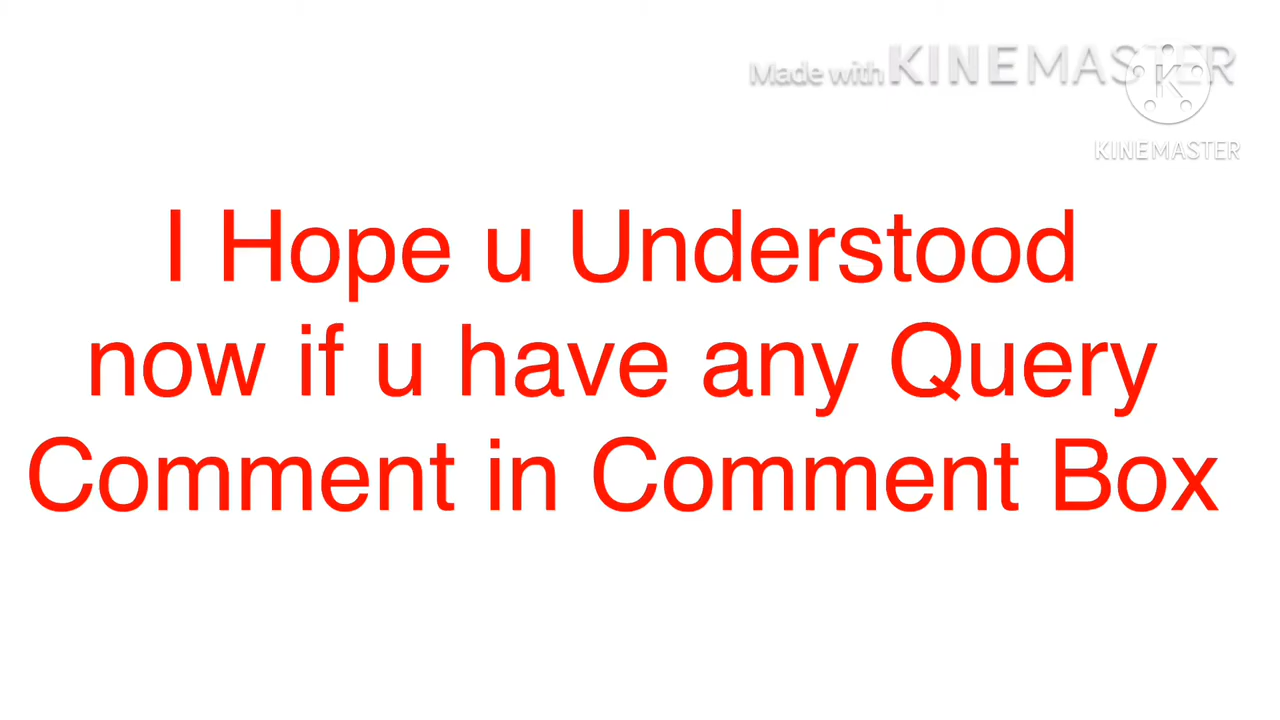 Made with KINEMASTER
KINEMASTER
I Hope u Understood
now if u have any Query
Comment in Comment Box